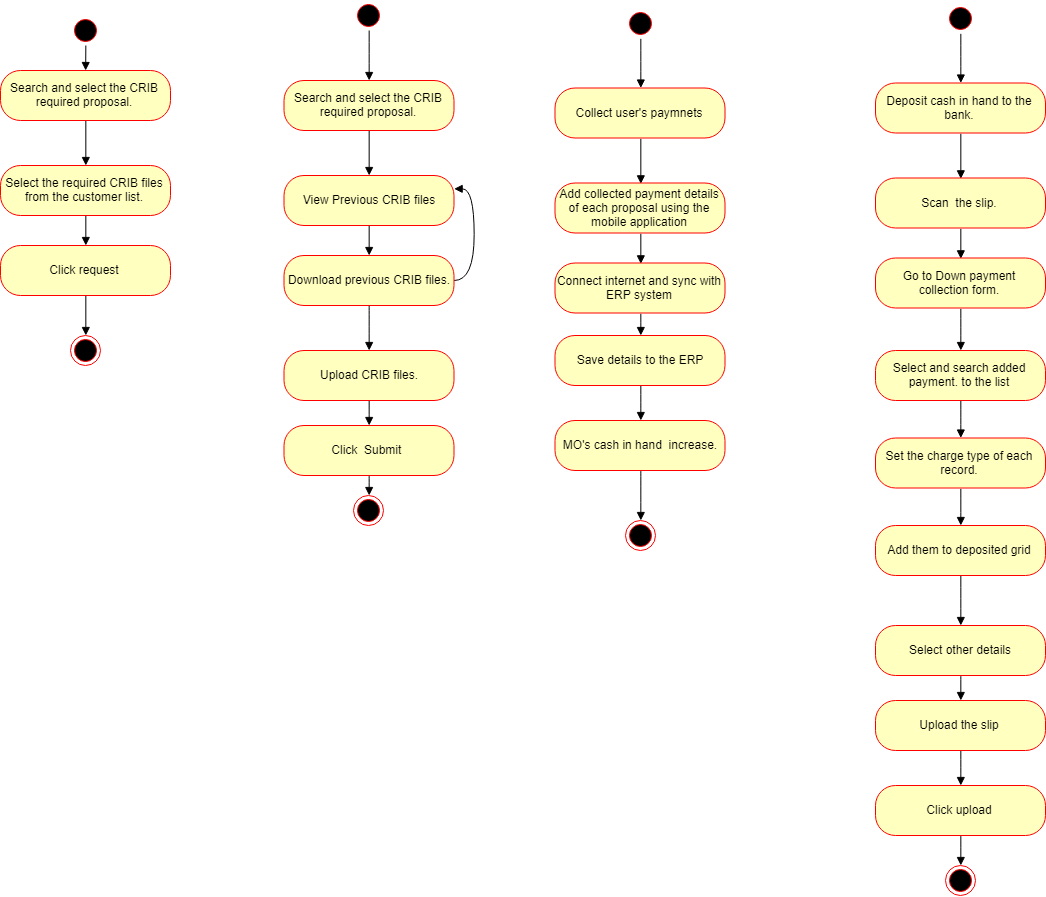 Search and select the CRIB
required proposal.
Select the required CRIB files
from the customer list.
Click request
Search and select the CRIB
required proposal.
View Previous CRIB files
Download previous CRIB files.
Upload CRIB files.
Click  Submit
Collect user's paymnets
Add collected payment details
of each proposal using the
mobile application
Connect internet and sync with
ERP system
Save details to the ERP
MO's cash in hand  increase.
Deposit cash in hand to the
bank.
Scan  the slip.
Go to Down payment
collection form.
Select and search added
payment. to the list
Set the charge type of each
record.
Add them to deposited grid
Select other details
Upload the slip
Click upload